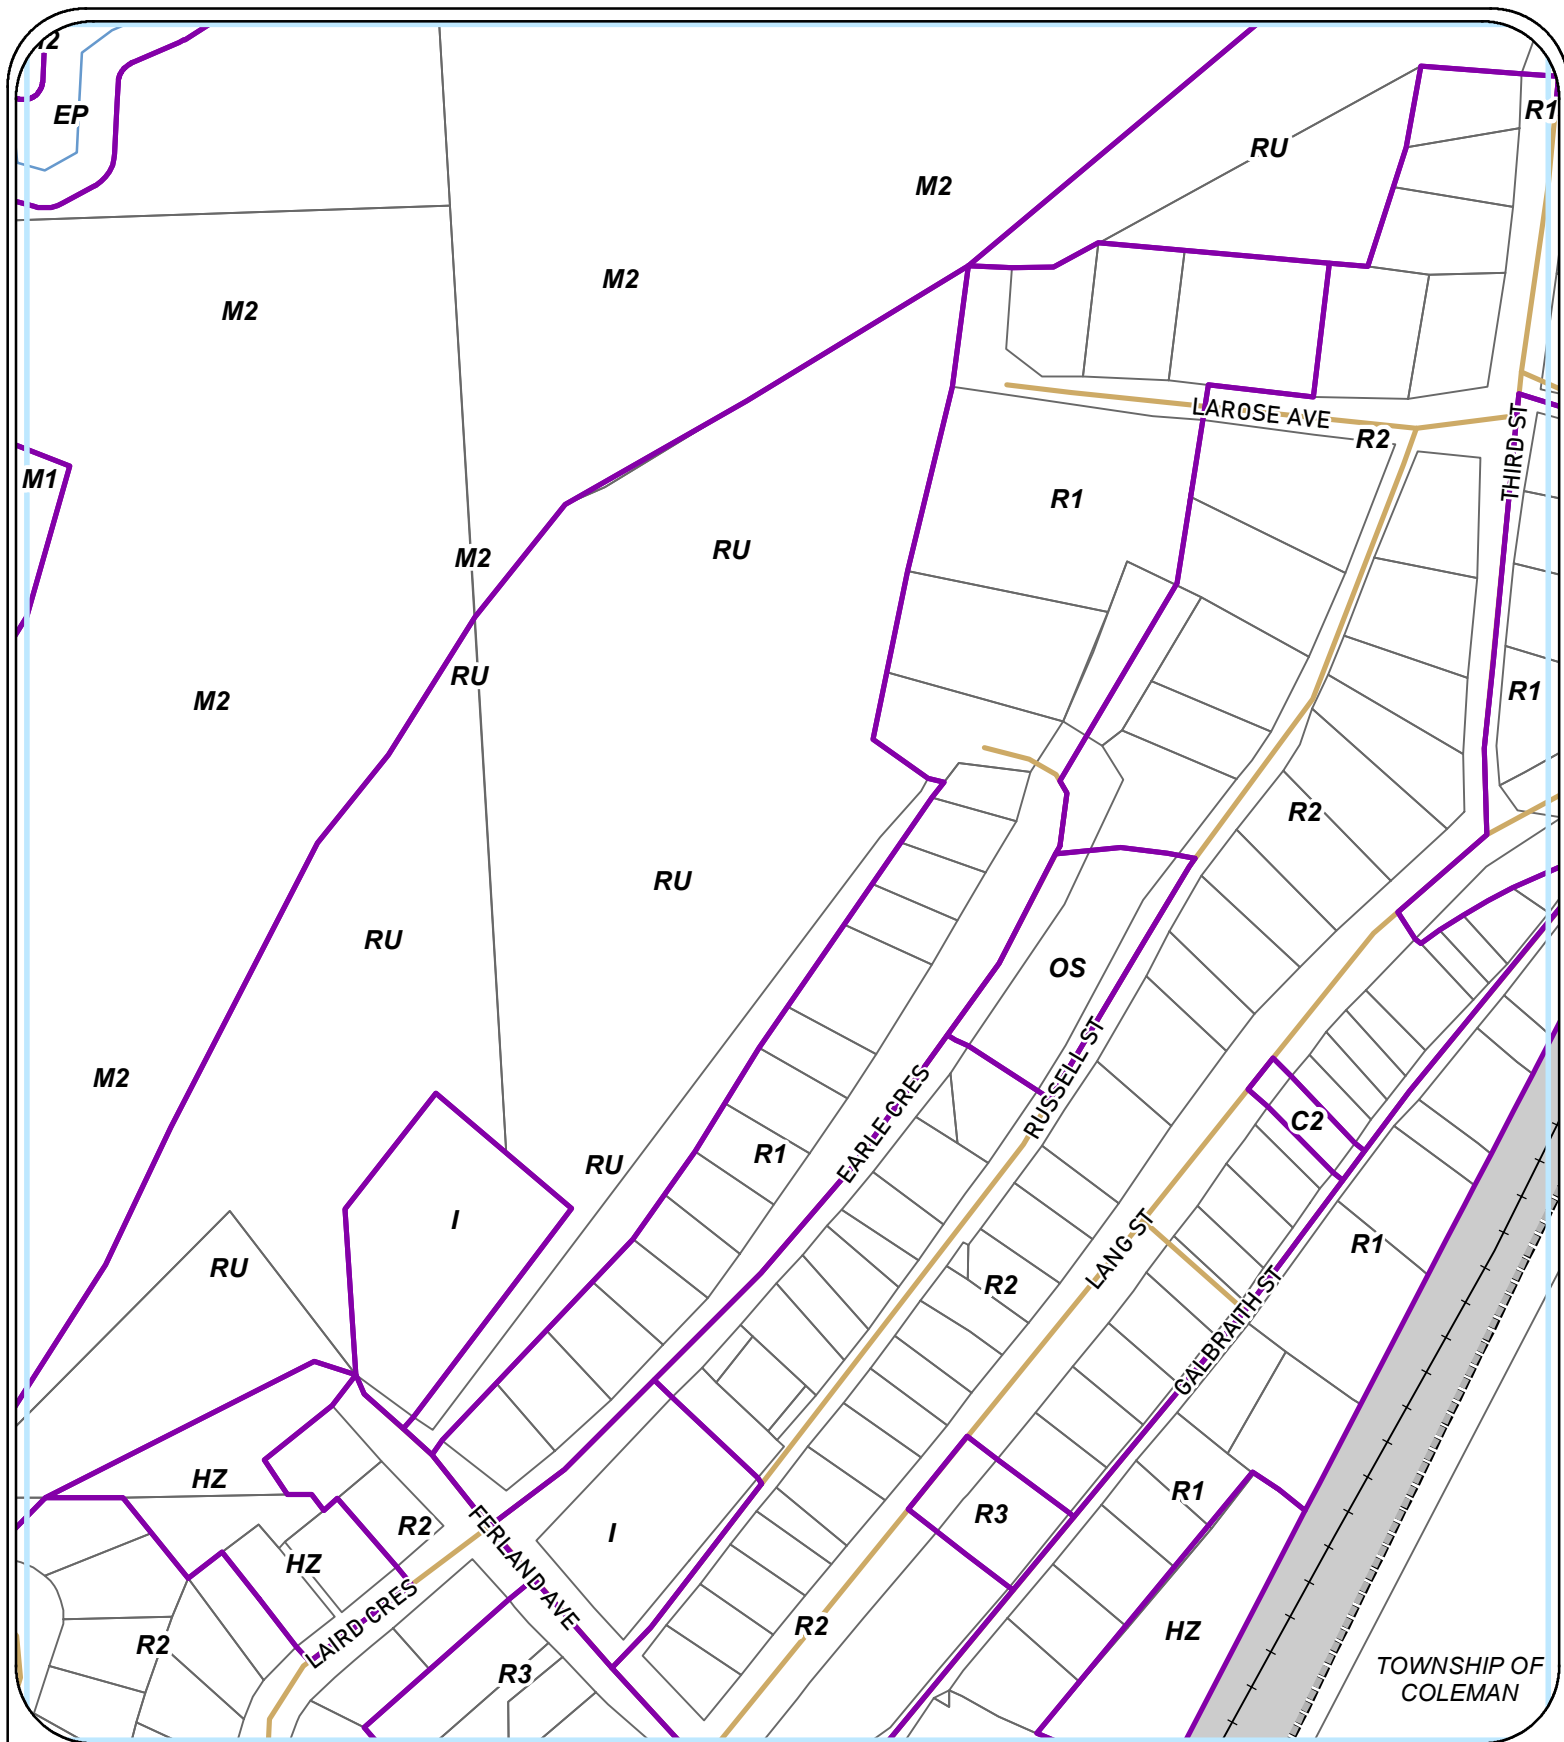 EP
R1
RU
M2
M2
M2
LAROSE AVE
R2
THIRD ST
M1
R1
M2
RU
RU
R1
M2
R2
RU
RU
OS
M2
RUSSELL ST
EARLE CRES
C2
R1
RU
I
LANG ST
R1
RU
R2
GALBRAITH ST
HZ
R1
R3
R2
I
FERLAND AVE
HZ
LAIRD CRES
R2
HZ
R2
R3
TOWNSHIP OF
COLEMAN